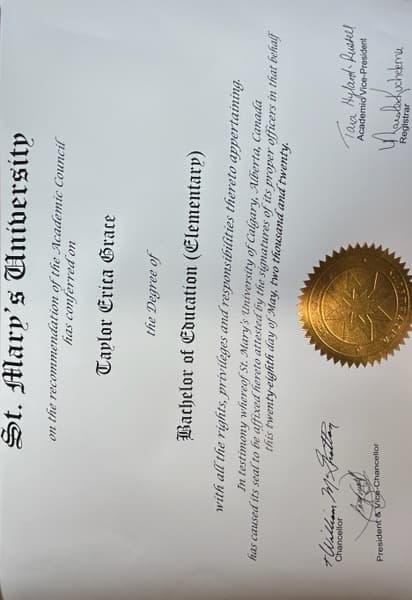 St. Mary's University
on the recommendation of the Academic Council
has conferred on
Taylor Erica Grace
the Degree of
Bachelor of Education (Elementary)
with all the rights, privileges and responsibilities thereto appertaining.
In testimony whereof St. Mary's University of Calgary, Alberta, Canada
has caused its seal to be affixed hereto attested by the signatures of its proper officers in that behalf
this twenty-eighth day of May, two thousand and twenty.
Chancellor
President & Vice-Chancellor
Tara Hyland-Russell
Academic Vice-President
Registrar